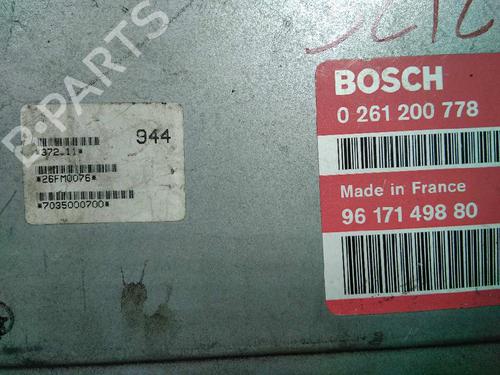 B-PARTS
944
*372-11*
*26FM0076*
*7035000700*
BOSCH
0 261 200 778
Made in France
96 171 498 80